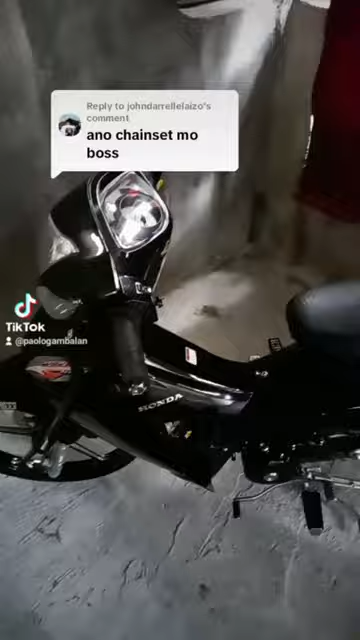 Reply to johndarrellelaizo's
comment
ano chainset mo
boss
TikTok
@paologambalan
HONDA